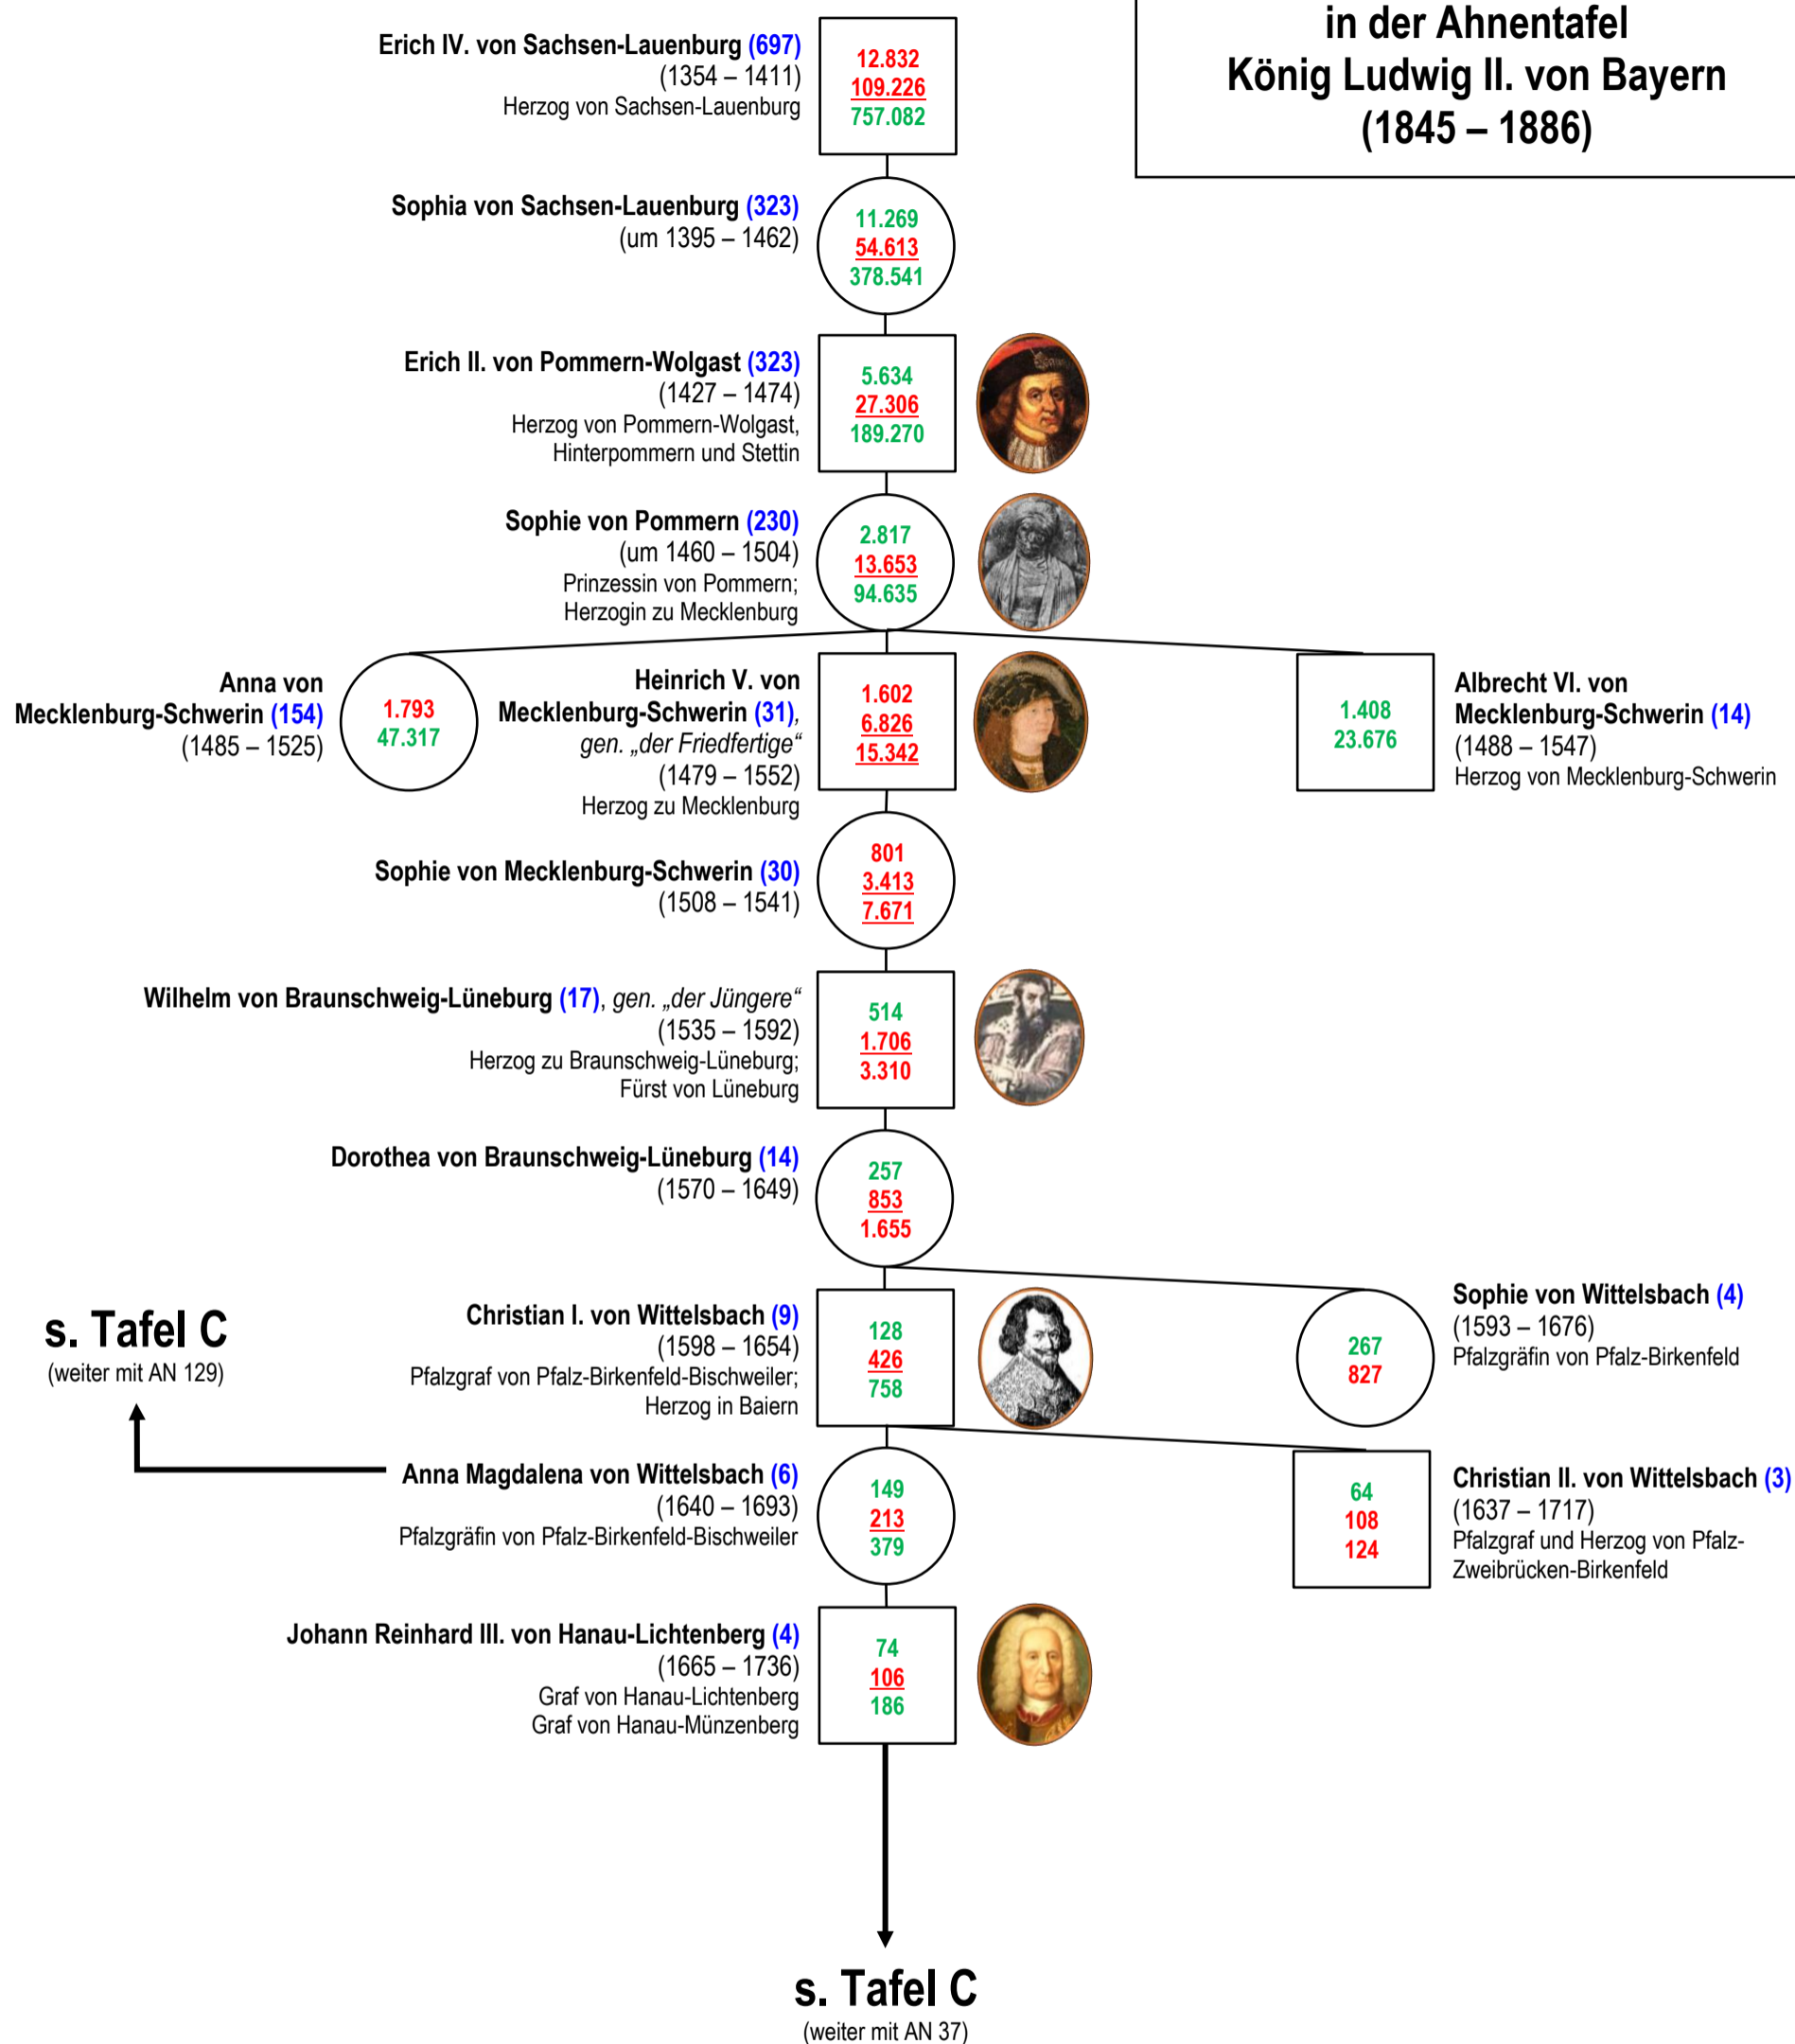 in der Ahnentafel
König Ludwig II. von Bayern
(1845 – 1886)
Erich IV. von Sachsen-Lauenburg (697)
(1354 – 1411)
Herzog von Sachsen-Lauenburg
12.832
109.226
757.082
Sophia von Sachsen-Lauenburg (323)
(um 1395 – 1462)
11.269
54.613
378.541
Erich II. von Pommern-Wolgast (323)
(1427 – 1474)
Herzog von Pommern-Wolgast,
Hinterpommern und Stettin
5.634
27.306
189.270
Sophie von Pommern (230)
(um 1460 – 1504)
Prinzessin von Pommern;
Herzogin zu Mecklenburg
2.817
13.653
94.635
Anna von
Mecklenburg-Schwerin (154)
(1485 – 1525)
1.793
47.317
Heinrich V. von
Mecklenburg-Schwerin (31),
gen. „der Friedfertige“
(1479 – 1552)
Herzog zu Mecklenburg
1.602
6.826
15.342
1.408
23.676
Albrecht VI. von
Mecklenburg-Schwerin (14)
(1488 – 1547)
Herzog von Mecklenburg-Schwerin
Sophie von Mecklenburg-Schwerin (30)
(1508 – 1541)
801
3.413
7.671
Wilhelm von Braunschweig-Lüneburg (17), gen. „der Jüngere“
(1535 – 1592)
Herzog zu Braunschweig-Lüneburg;
Fürst von Lüneburg
514
1.706
3.310
Dorothea von Braunschweig-Lüneburg (14)
(1570 – 1649)
257
853
1.655
s. Tafel C
(weiter mit AN 129)
Christian I. von Wittelsbach (9)
(1598 – 1654)
Pfalzgraf von Pfalz-Birkenfeld-Bischweiler;
Herzog in Baiern
128
426
758
267
827
Sophie von Wittelsbach (4)
(1593 – 1676)
Pfalzgräfin von Pfalz-Birkenfeld
Anna Magdalena von Wittelsbach (6)
(1640 – 1693)
Pfalzgräfin von Pfalz-Birkenfeld-Bischweiler
149
213
379
64
108
124
Christian II. von Wittelsbach (3)
(1637 – 1717)
Pfalzgraf und Herzog von Pfalz-
Zweibrücken-Birkenfeld
Johann Reinhard III. von Hanau-Lichtenberg (4)
(1665 – 1736)
Graf von Hanau-Lichtenberg
Graf von Hanau-Münzenberg
74
106
186
s. Tafel C
(weiter mit AN 37)